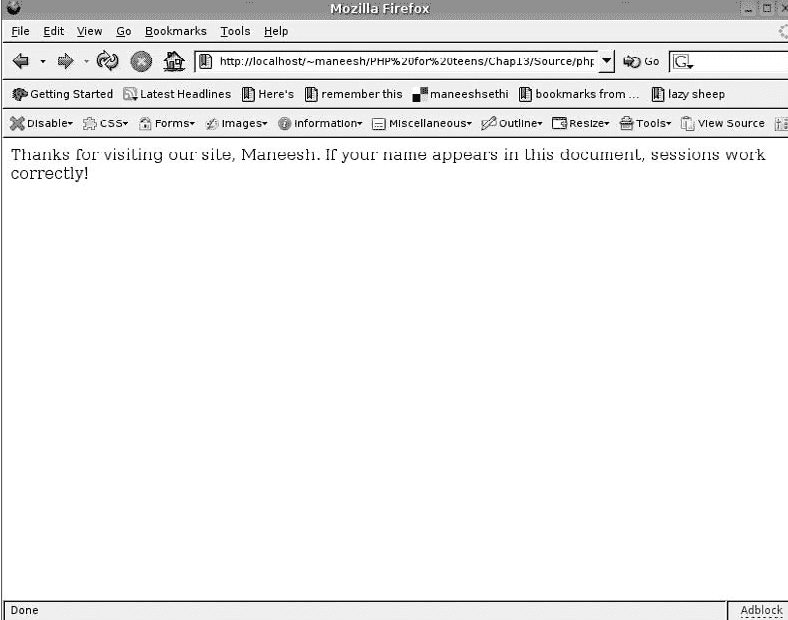 Mozilla Firefox
File Edit View Go Bookmarks Tools Help
http://localhost/~maneesh/PHP%20for%20teens/Chap13/Source/php Go G
Getting Started Latest Headlines Here's remember this maneeshsethi bookmarks from ... lazy sheep
Disable CSS Forms Images Information Miscellaneous Outline Resize Tools View Source
Thanks for visiting our site, Maneesh. If your name appears in this document, sessions work
correctly!
Done Adblock